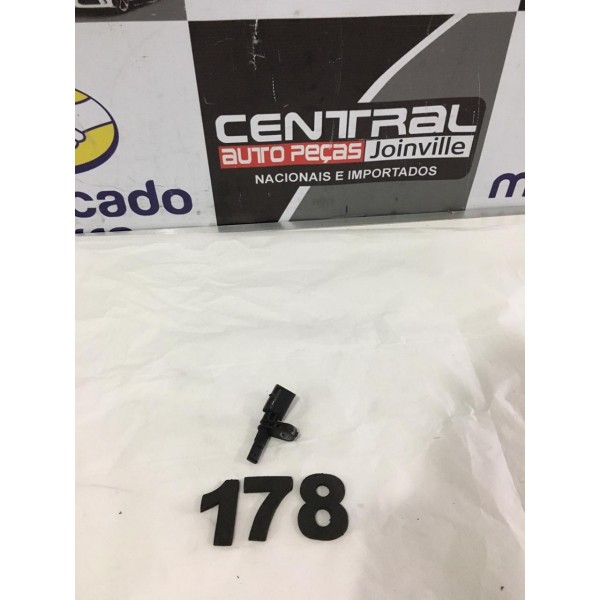 CENTRAL
AUTO PEÇAS Joinville
NACIONAIS E IMPORTADOS
cado
m
178